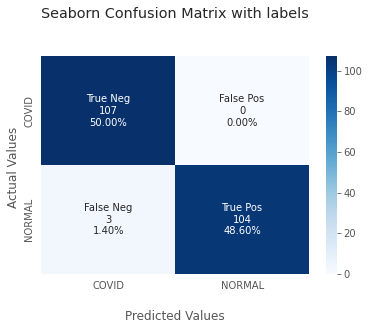 Seaborn Confusion Matrix with labels
Actual Values
COVID
NORMAL
True Neg
107
50.00%
False Pos
0
0.00%
False Neg
3
1.40%
True Pos
104
48.60%
COVID
NORMAL
Predicted Values
100
80
60
40
20
0